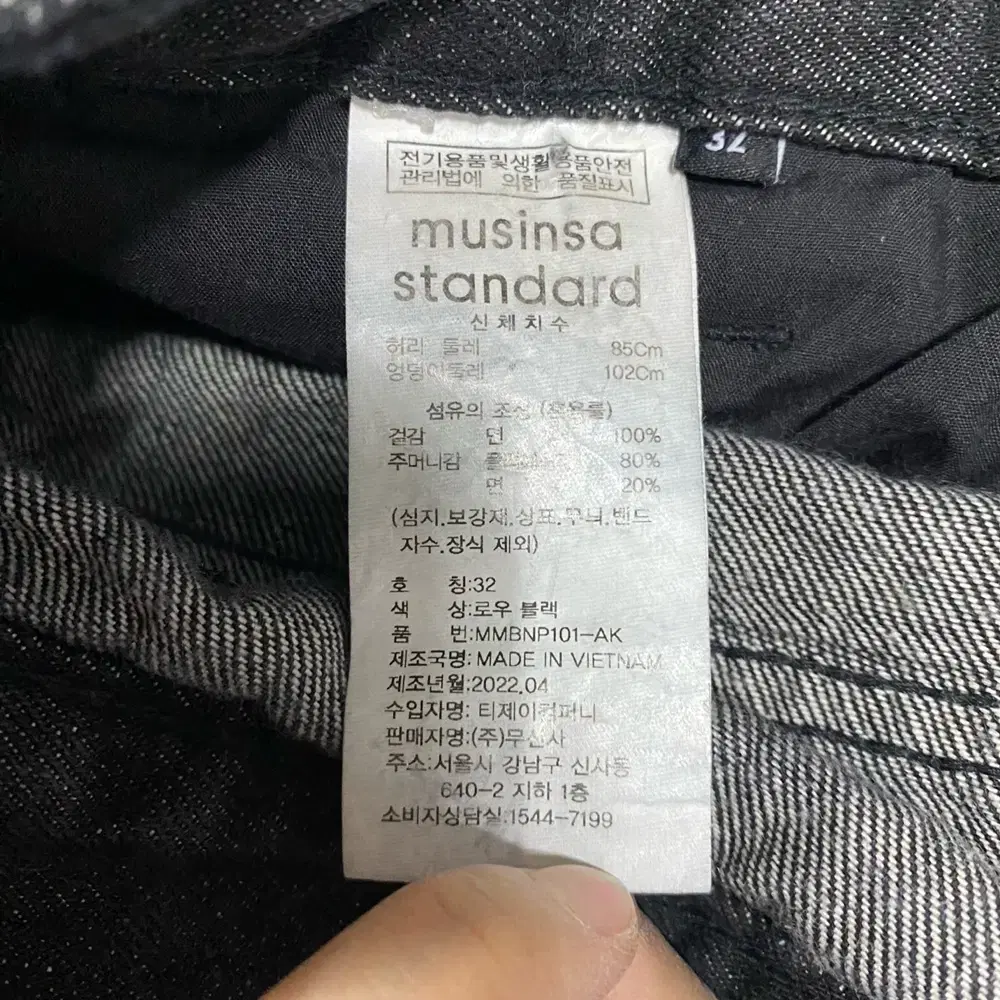 32
전기용품및생활용품안전
관리법에 의한 품질표시
musinsa
standard
신체치수
허리 둘레 85Cm
엉덩이둘레 102Cm
섬유의 조성 (혼용률)
겉감 면 100%
주머니감 80%
면 20%
(심지.보강재.상표.무늬.밴드
자수.장식 제외)
호 칭:32
색 상:로우 블랙
품 번:MMBNP101-AK
제조국명: MADE IN VIETNAM
제조년월:2022.04
수입자명: 티제이컴퍼니
판매자명:(주)무신사
주소:서울시 강남구 신사동
640-2 지하 1층
소비자상담실:1544-7199